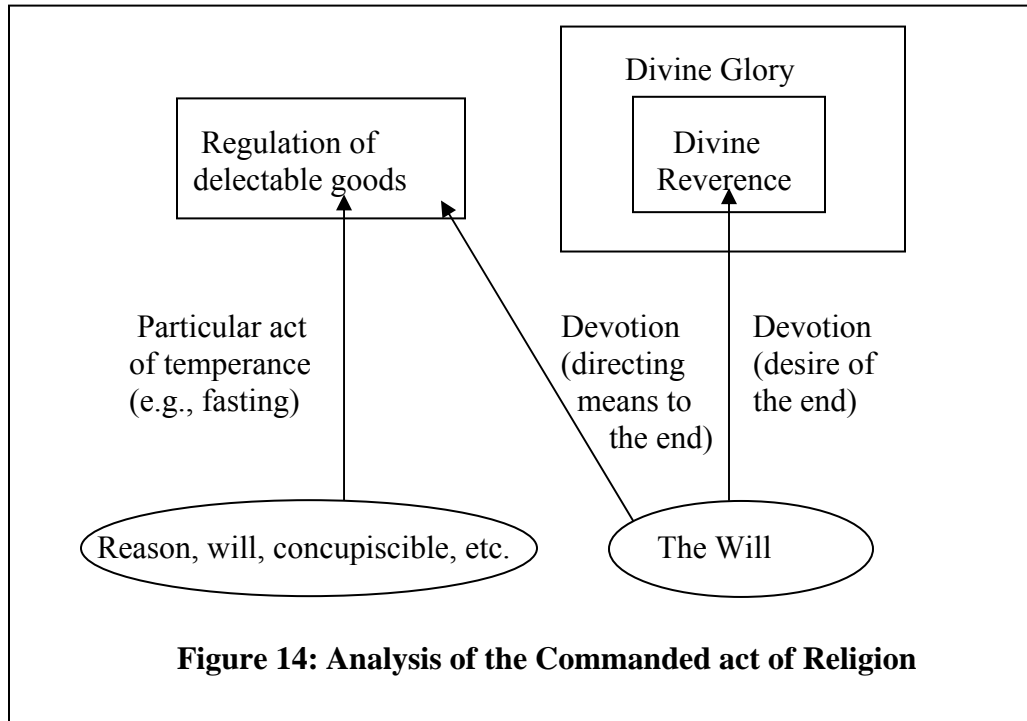 Divine Glory
Regulation of
delectable goods
Divine
Reverence
Particular act
of temperance
(e.g., fasting)
Devotion
(directing
means to
the end)
Devotion
(desire of
the end)
Reason, will, concupiscible, etc.
The Will
Figure 14: Analysis of the Commanded act of Religion